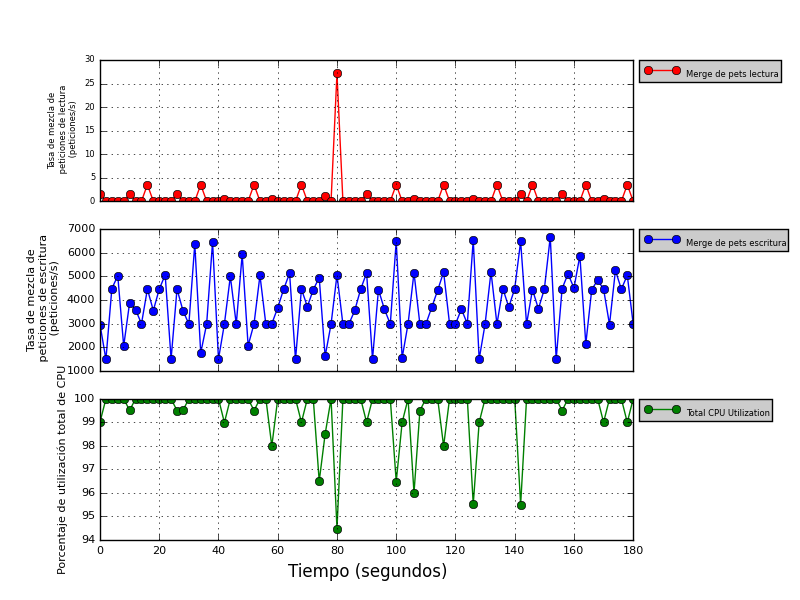 30
25
20
15
10
5
0
Tasa de mezcla de
peticiones de lectura
(peticiones/s)
Merge de pets lectura
7000
6000
5000
4000
3000
2000
1000
Tasa de mezcla de
peticiones de escritura
(peticiones/s)
Merge de pets escritura
100
99
98
97
96
95
94
Porcentaje de utilización total de CPU
Total CPU Utilization
0 20 40 60 80 100 120 140 160 180
Tiempo (segundos)